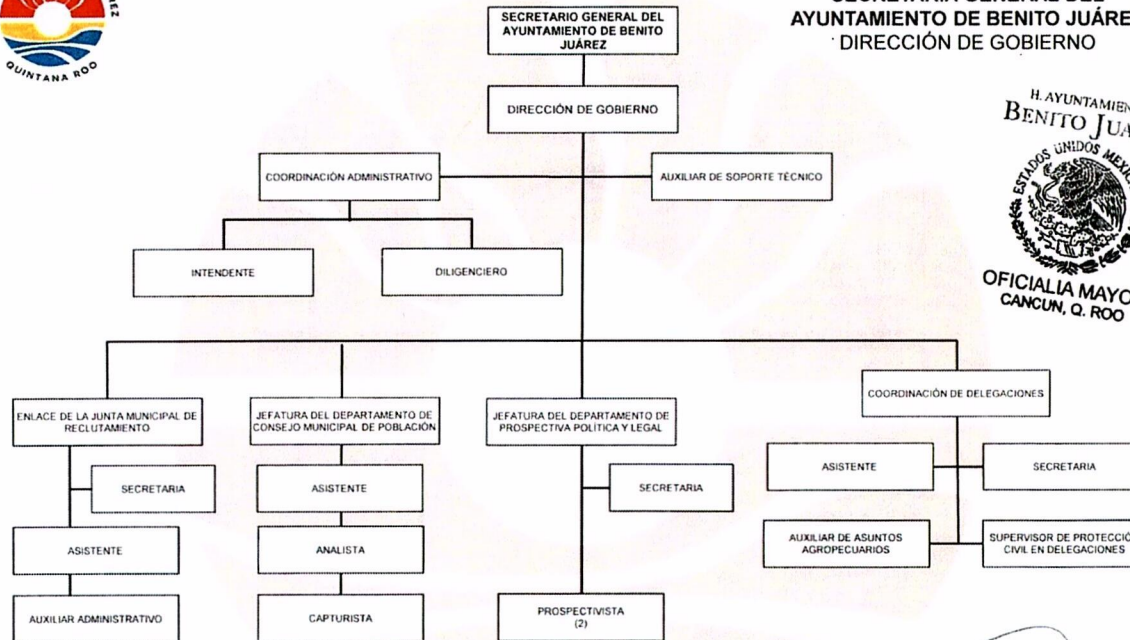 QUINTANA ROO
AYUNTAMIENTO DE BENITO JUÁRE
DIRECCIÓN DE GOBIERNO
SECRETARIO GENERAL DEL
AYUNTAMIENTO DE BENITO
JUÁREZ
DIRECCIÓN DE GOBIERNO
H. AYUNTAMIEN
BENITO JUA
ESTADOS UNIDOS MEXIC
OFICIALIA MAYO
CANCUN, Q. ROO
COORDINACIÓN ADMINISTRATIVO
AUXILIAR DE SOPORTE TÉCNICO
INTENDENTE
DILIGENCIERO
ENLACE DE LA JUNTA MUNICIPAL DE
RECLUTAMIENTO
SECRETARIA
ASISTENTE
AUXILIAR ADMINISTRATIVO
JEFATURA DEL DEPARTAMENTO DE
CONSEJO MUNICIPAL DE POBLACIÓN
ASISTENTE
ANALISTA
CAPTURISTA
JEFATURA DEL DEPARTAMENTO DE
PROSPECTIVA POLÍTICA Y LEGAL
SECRETARIA
PROSPECTIVISTA
(2)
COORDINACIÓN DE DELEGACIONES
ASISTENTE
SECRETARIA
AUXILIAR DE ASUNTOS
AGROPECUARIOS
SUPERVISOR DE PROTECCIÓ
CIVIL EN DELEGACIONES